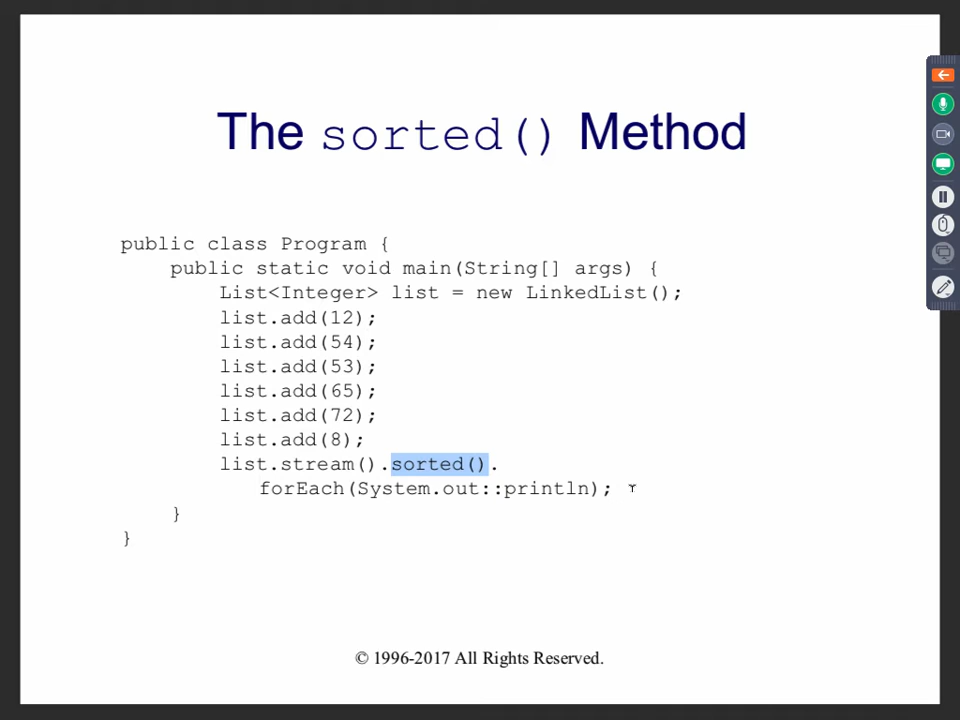 The sorted() Method
public class Program {
public static void main(String[] args) {
List<Integer> list = new LinkedList();
list.add(12);
list.add(54);
list.add(53);
list.add(65);
list.add(72);
list.add(8);
list.stream().sorted().
forEach(System.out::println);
}
}
© 1996-2017 All Rights Reserved.